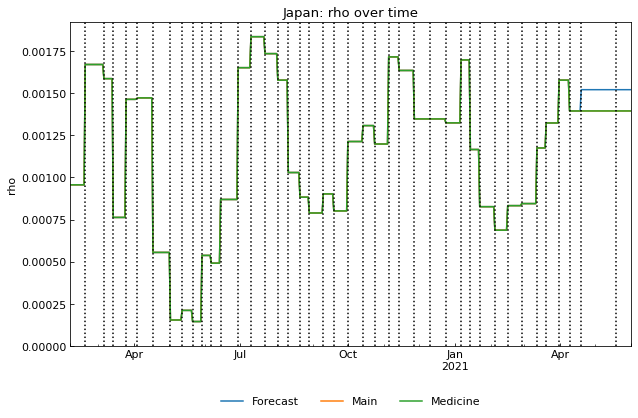 Japan: rho over time
rho
0.00175
0.00150
0.00125
0.00100
0.00075
0.00050
0.00025
0.00000
Apr Jul Oct Jan Apr
2021
Forecast Main Medicine